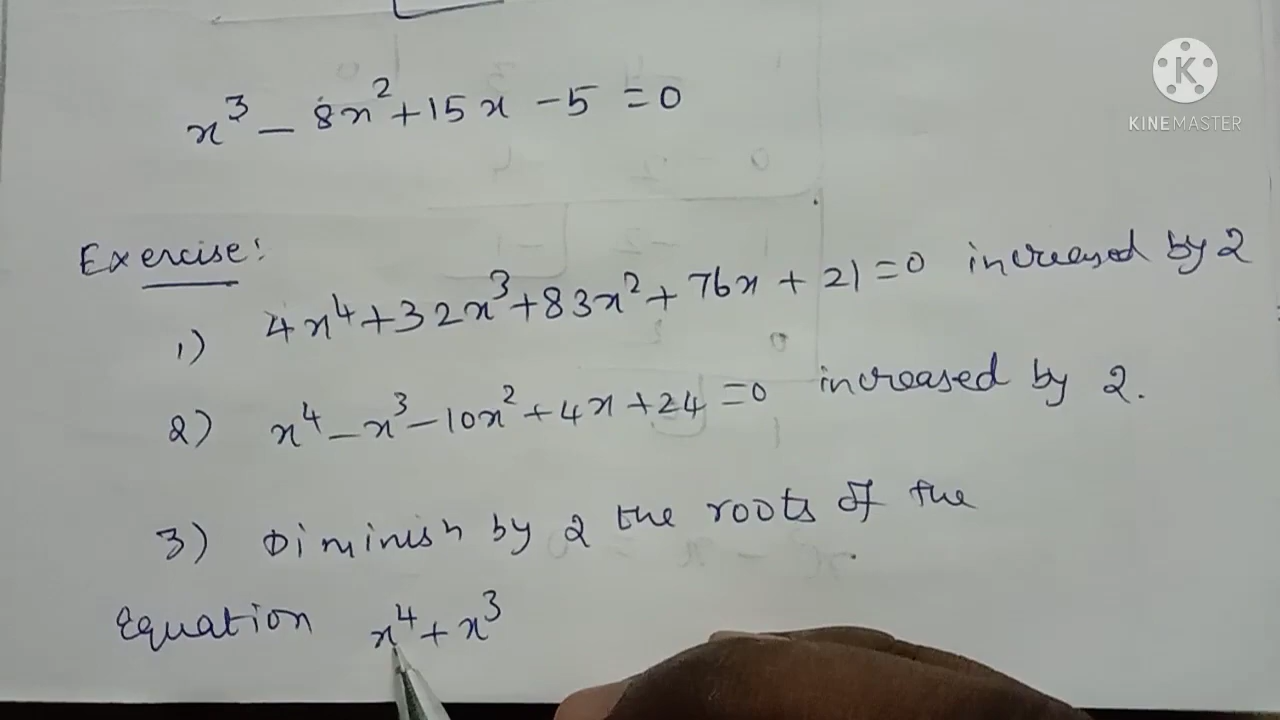 x³ – 8x² + 15x – 5 = 0
KINEMASTER
Exercise:
1) 4x⁴ + 32x³ + 83x² + 76x + 21 = 0 increased by 2
2) x⁴ – x³ – 10x² + 4x + 24 = 0 increased by 2.
3) Diminish by 2 the roots of the
Equation x⁴ + x³